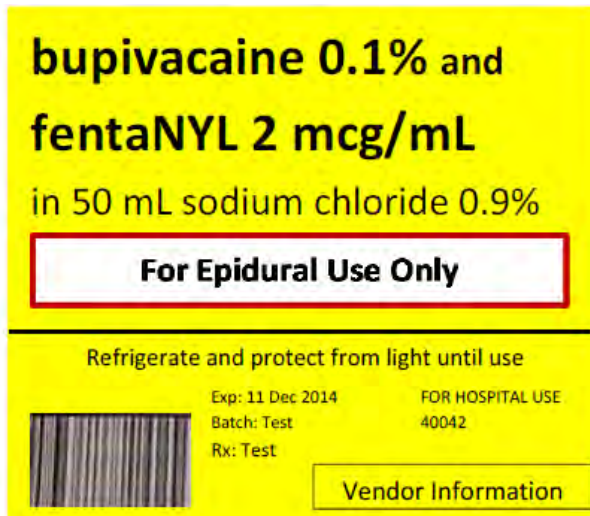 bupivacaine 0.1% and
fentaNYL 2 mcg/mL
in 50 mL sodium chloride 0.9%
For Epidural Use Only
Refrigerate and protect from light until use
Exp: 11 Dec 2014
FOR HOSPITAL USE
Batch: Test
40042
Rx: Test
Vendor Information